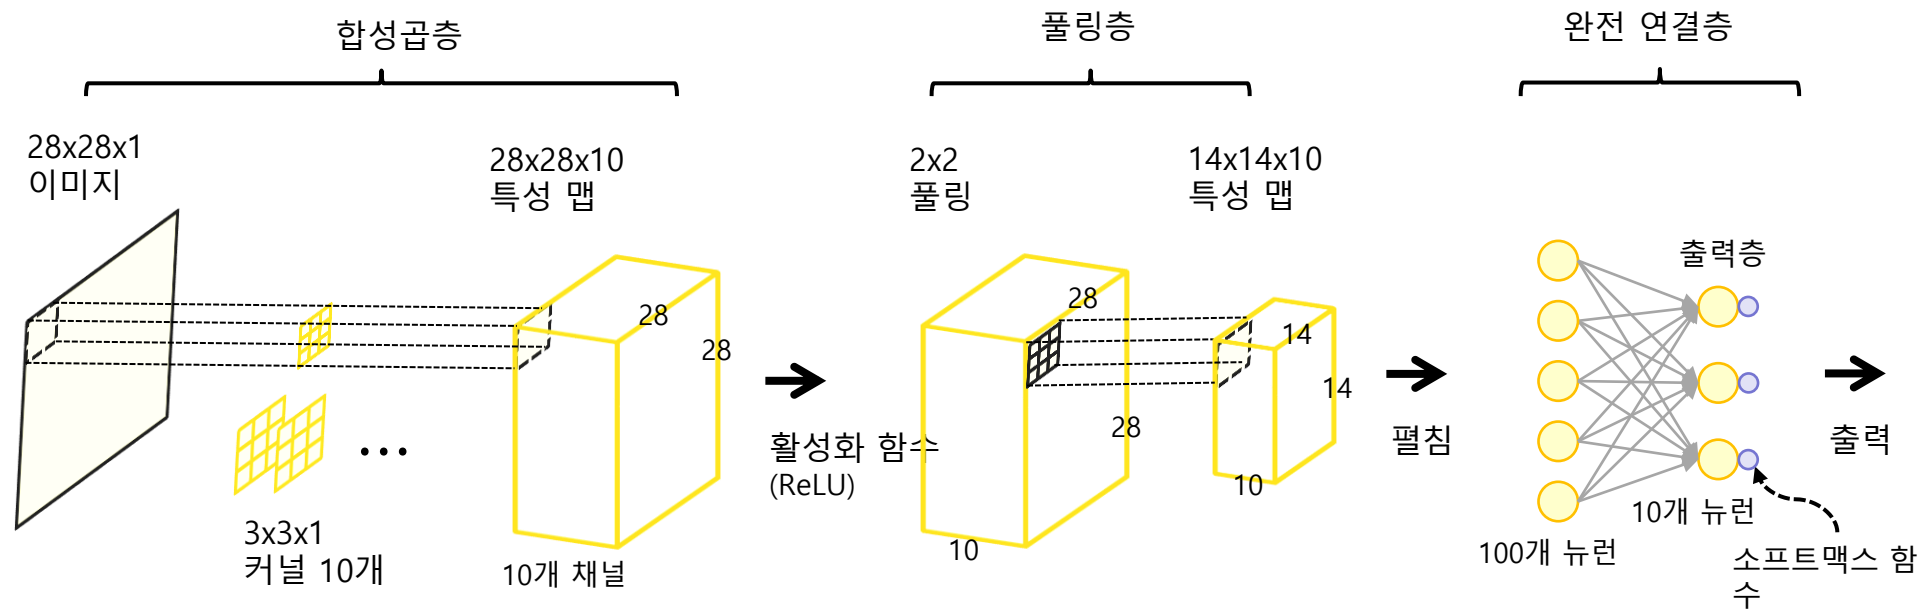 합성곱층
풀링층
완전 연결층
28x28x1
이미지
28x28x10
특성 맵
2x2
풀링
14x14x10
특성 맵
출력층
28
28
28
28
14
14
10
10
활성화 함수
(ReLU)
펼침
출력
3x3x1
커널 10개
10개 채널
10개 뉴런
100개 뉴런
소프트맥스 함
수